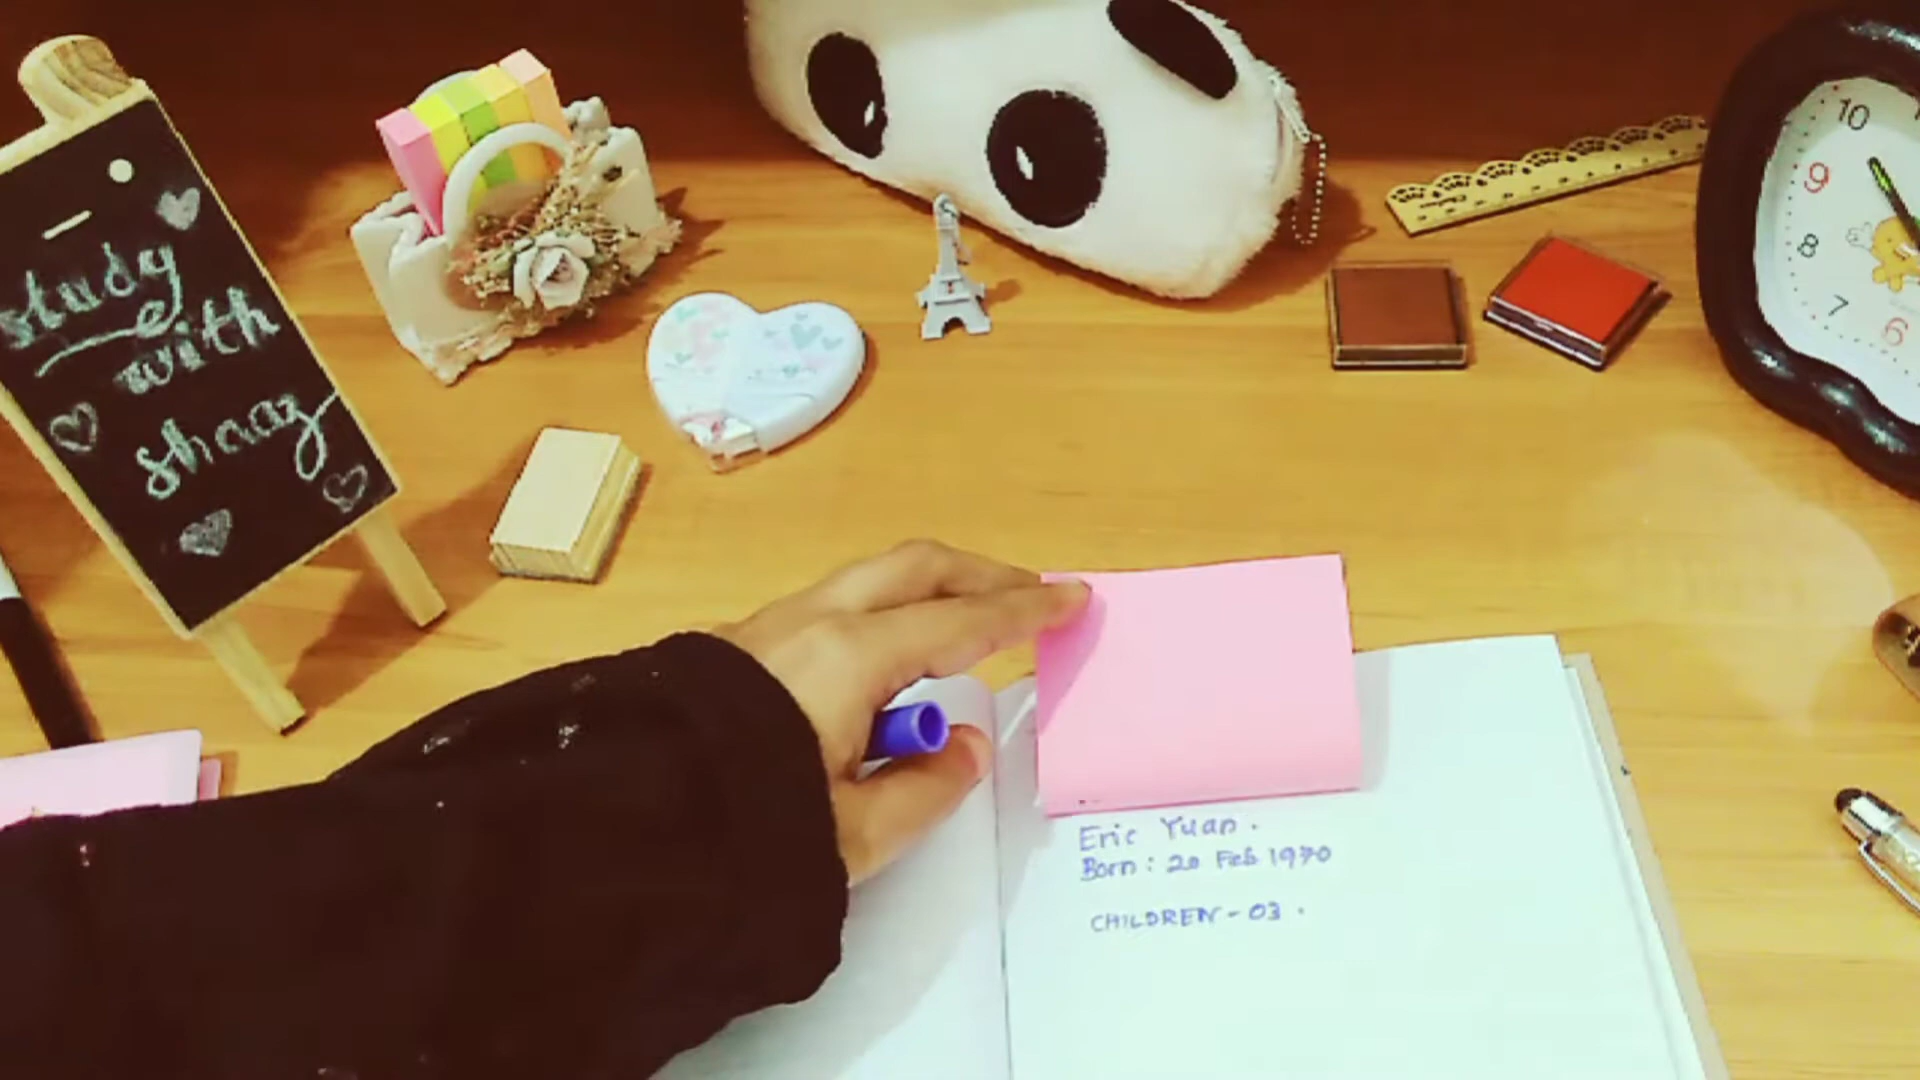 study
with
shaaz
10
9
8
7
6
Eric Yuan.
Born: 20 Feb 1970
CHILDREN - 03.